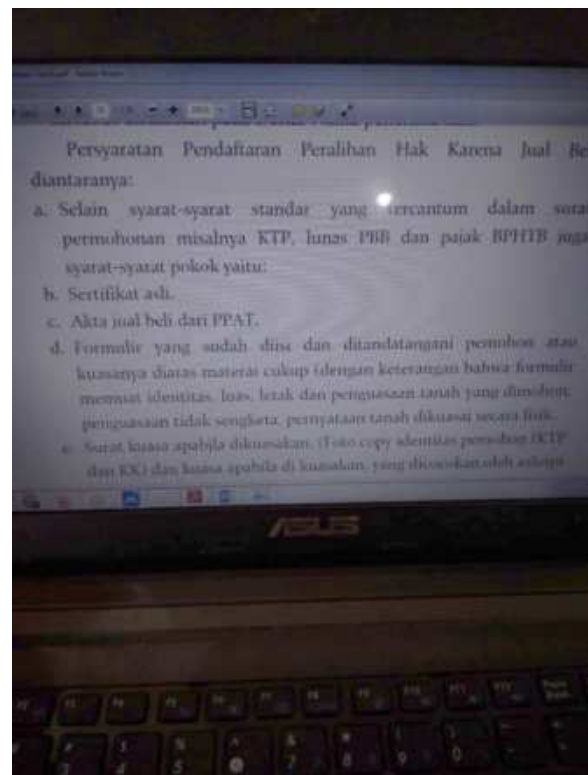 Persyaratan Pendaftaran Peralihan Hak Karena Jual Be
diantaranya:
a. Selain syarat-syarat standar yang tercantum dalam surat
permohonan misalnya KTP, lunas PBB dan pajak BPHTB juga
syarat-syarat pokok yaitu:
b. Sertifikat asli.
c. Akta jual beli dari PPAT.
d. Formulir yang sudah diisi dan ditandatangani pemohon atau
kuasanya diatas materai cukup (dengan keterangan bahwa formulir
memuat identitas, luas, letak dan penguasaan tanah yang dimohon,
penguasaan tidak sengketa, pernyataan tanah dikuasai secara fisik.
e. Surat kuasa apabila dikuasakan. (Foto copy identitas pemohon (KTP
dan KK) dan kuasa apabila di kuasakan, yang dicocokan oleh
ASUS